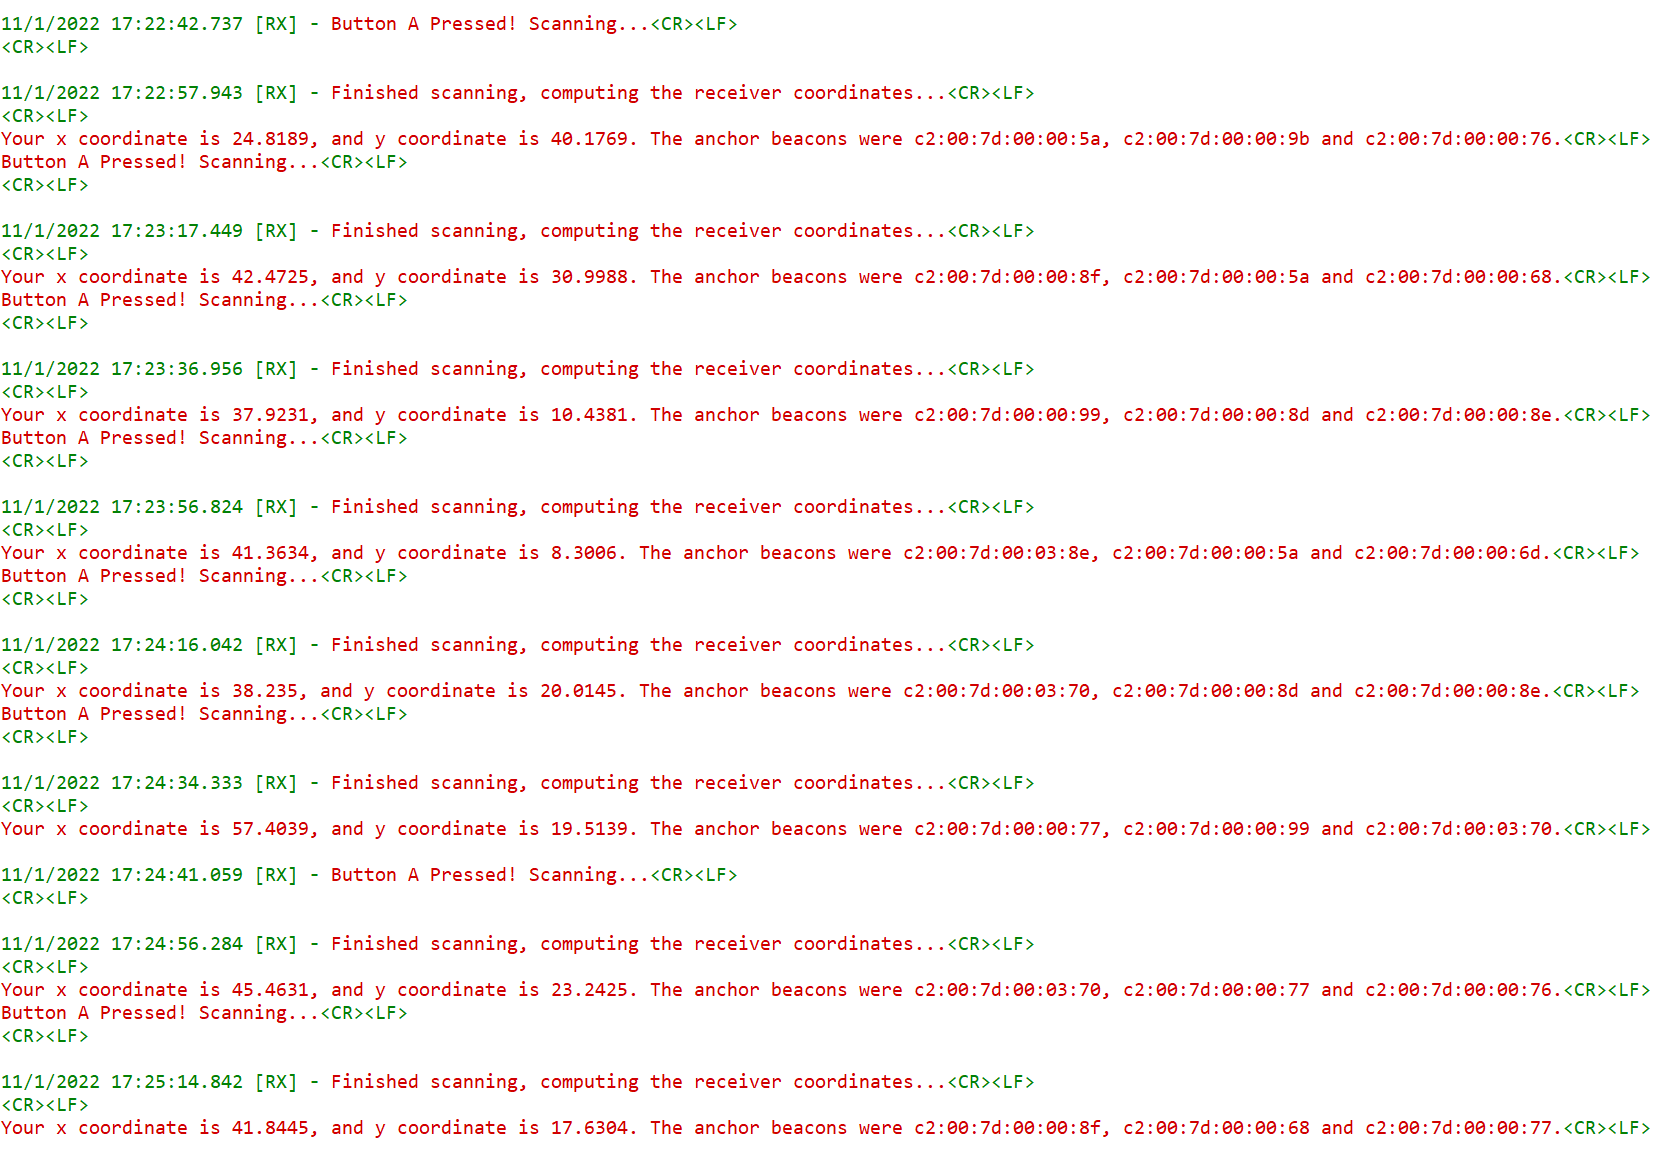 11/1/2022 17:22:42.737 [RX] - Button A Pressed! Scanning...<CR><LF>
<CR><LF>
11/1/2022 17:22:57.943 [RX] - Finished scanning, computing the receiver coordinates...<CR><LF>
<CR><LF>
Your x coordinate is 24.8189, and y coordinate is 40.1769. The anchor beacons were c2:00:7d:00:00:5a, c2:00:7d:00:00:9b and c2:00:7d:00:00:76.<CR><LF>
Button A Pressed! Scanning...<CR><LF>
<CR><LF>
11/1/2022 17:23:17.449 [RX] - Finished scanning, computing the receiver coordinates...<CR><LF>
<CR><LF>
Your x coordinate is 42.4725, and y coordinate is 30.9988. The anchor beacons were c2:00:7d:00:00:8f, c2:00:7d:00:00:5a and c2:00:7d:00:00:68.<CR><LF>
Button A Pressed! Scanning...<CR><LF>
<CR><LF>
11/1/2022 17:23:36.956 [RX] - Finished scanning, computing the receiver coordinates...<CR><LF>
<CR><LF>
Your x coordinate is 37.9231, and y coordinate is 10.4381. The anchor beacons were c2:00:7d:00:00:99, c2:00:7d:00:00:8d and c2:00:7d:00:00:8e.<CR><LF>
Button A Pressed! Scanning...<CR><LF>
<CR><LF>
11/1/2022 17:23:56.824 [RX] - Finished scanning, computing the receiver coordinates...<CR><LF>
<CR><LF>
Your x coordinate is 41.3634, and y coordinate is 8.3006. The anchor beacons were c2:00:7d:00:03:8e, c2:00:7d:00:00:5a and c2:00:7d:00:00:6d.<CR><LF>
Button A Pressed! Scanning...<CR><LF>
<CR><LF>
11/1/2022 17:24:16.042 [RX] - Finished scanning, computing the receiver coordinates...<CR><LF>
<CR><LF>
Your x coordinate is 38.235, and y coordinate is 20.0145. The anchor beacons were c2:00:7d:00:03:70, c2:00:7d:00:00:8d and c2:00:7d:00:00:8e.<CR><LF>
Button A Pressed! Scanning...<CR><LF>
<CR><LF>
11/1/2022 17:24:34.333 [RX] - Finished scanning, computing the receiver coordinates...<CR><LF>
<CR><LF>
Your x coordinate is 57.4039, and y coordinate is 19.5139. The anchor beacons were c2:00:7d:00:00:77, c2:00:7d:00:00:99 and c2:00:7d:00:03:70.<CR><LF>
11/1/2022 17:24:41.059 [RX] - Button A Pressed! Scanning...<CR><LF>
<CR><LF>
11/1/2022 17:24:56.284 [RX] - Finished scanning, computing the receiver coordinates...<CR><LF>
<CR><LF>
Your x coordinate is 45.4631, and y coordinate is 23.2425. The anchor beacons were c2:00:7d:00:03:70, c2:00:7d:00:00:77 and c2:00:7d:00:00:76.<CR><LF>
Button A Pressed! Scanning...<CR><LF>
<CR><LF>
11/1/2022 17:25:14.842 [RX] - Finished scanning, computing the receiver coordinates...<CR><LF>
<CR><LF>
Your x coordinate is 41.8445, and y coordinate is 17.6304. The anchor beacons were c2:00:7d:00:00:8f, c2:00:7d:00:00:68 and c2:00:7d:00:00:77.<CR><LF>